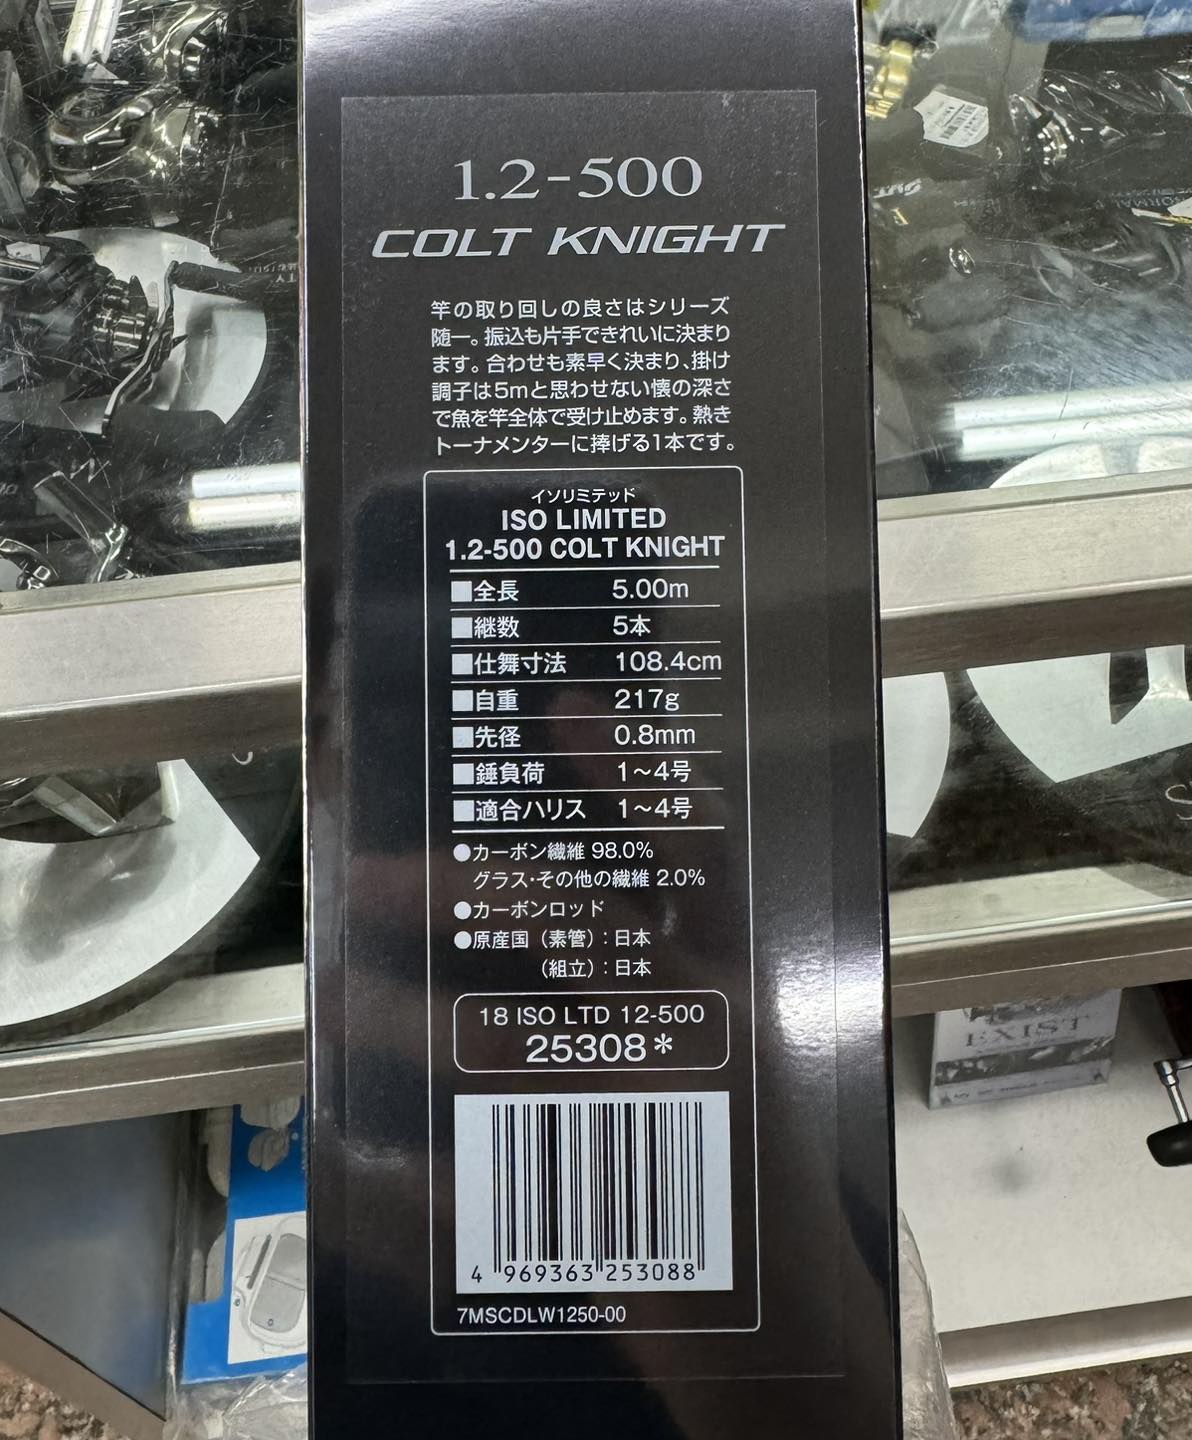 1.2-500
COLT KNIGHT
竿の取り回しの良さはシリーズ
随一。振込も片手できれいに決まり
ます。合わせも素早く決まり、掛け
調子は5mと思わせない懐の深さ
で魚を竿全体で受け止めます。熱き
トーナメンターに捧げる1本です。
イソリミテッド
ISO LIMITED
1.2-500 COLT KNIGHT
■全長 5.00m
■継数 5本
■仕舞寸法 108.4cm
■自重 217g
■先径 0.8mm
■錘負荷 1〜4号
■適合ハリス 1〜4号
●カーボン繊維 98.0%
グラス・その他の繊維 2.0%
●カーボンロッド
●原産国（素管）：日本
（組立）：日本
18 ISO LTD 12-500
25308*
4 969363 253088
7MSCDLW1250-00
EXIST